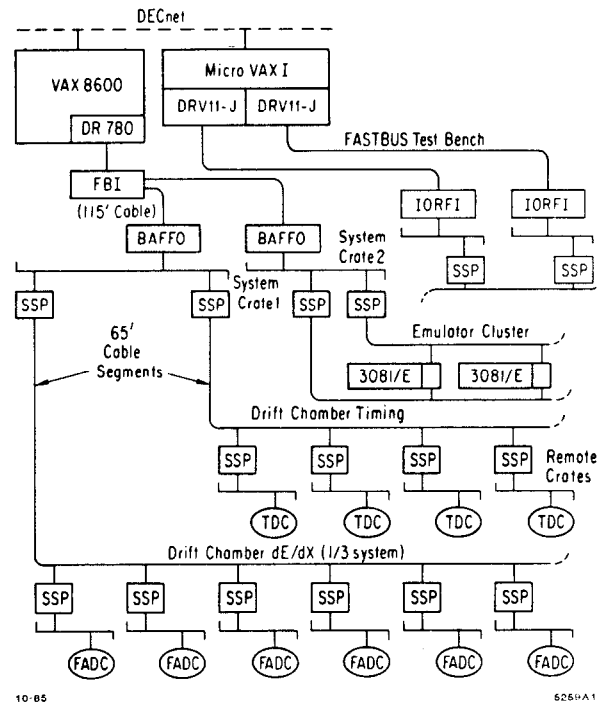 DECnet
VAX 8600
DR 780
Micro VAX I
DRV11-J
DRV11-J
FASTBUS Test Bench
FBI
(115' Cable)
IORFI
IORFI
BAFFO
BAFFO
System
Crate 2
SSP
SSP
SSP
SSP
System
Crate 1
SSP
SSP
65'
Cable
Segments
Emulator Cluster
3081/E
3081/E
Drift Chamber Timing
SSP
SSP
SSP
SSP
Remote
Crates
TDC
TDC
TDC
TDC
Drift Chamber dE/dX (1/3 system)
SSP
SSP
SSP
SSP
SSP
SSP
FADC
FADC
FADC
FADC
FADC
FADC
10-85
5259A1